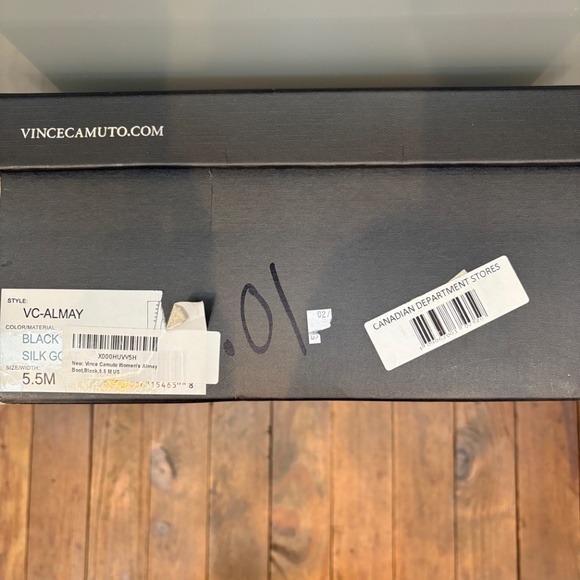 VINCECAMUTO.COM
STYLE:
VC-ALMAY
COLOR/MATERIAL
BLACK
SILK GO
SIZE/WIDTH:
5.5M
X000HUVV5H
New: Vince Camuto Women's Almay
Boot,Black,5.5 M US
.01.
CANADIAN DEPARTMENT STORES